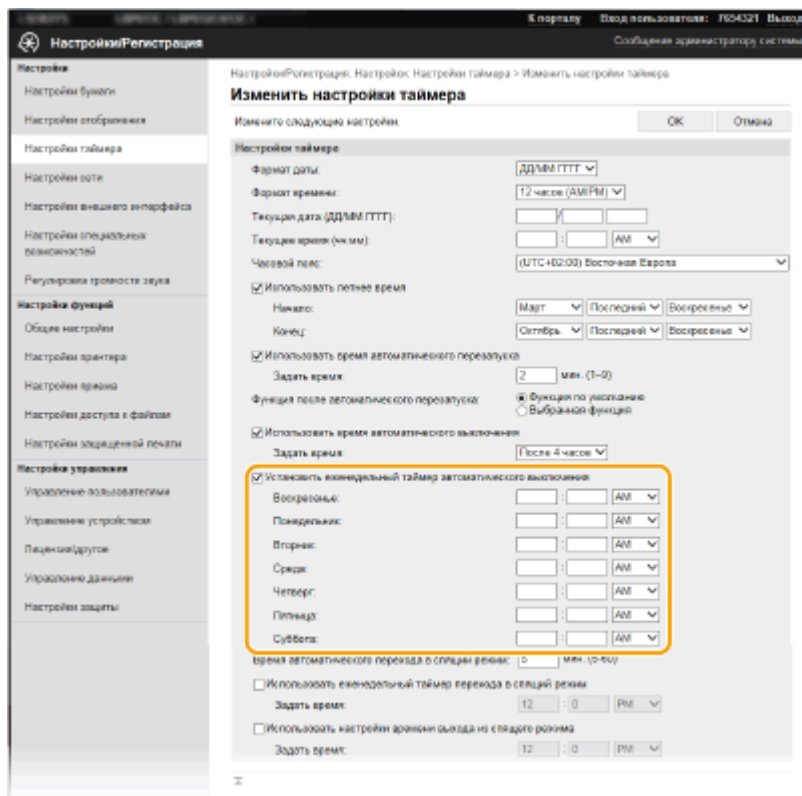 К порталу Вход пользователя: 7654321 Выход
Настройки/Регистрация
Сообщение администратору системы
Настройки
Настройки бумаги
Настройки отображения
Настройки таймера
Настройки сети
Настройки внешнего интерфейса
Настройки специальных
возможностей
Регулировка громкости звука
Настройки функций
Общие настройки
Настройки принтера
Настройки приема
Настройки доступа к файлам
Настройки защищенной печати
Настройки управления
Управление пользователями
Управление устройством
Лицензия/другое
Управление данными
Настройки защиты
Настройки/Регистрация: Настройки: Настройки таймера > Изменить настройки таймера
Изменить настройки таймера
Измените следующие настройки.
OK Отмена
Настройки таймера
Формат даты: ДД/ММ ГГГГ
Формат времени: 12 часов (AM/PM)
Текущая дата (ДД/ММ ГГГГ): /
Текущее время (чч:мм): : AM
Часовой пояс: (UTC+02:00) Восточная Европа
Использовать летнее время
Начало: Март Последний Воскресенье
Конец: Октябрь Последний Воскресенье
Использовать время автоматического перезапуска
Задать время: 2 мин. (1–9)
Функция после автоматического перезапуска: Функция по умолчанию
Выбранная функция
Использовать время автоматического выключения
Задать время: После 4 часов
Установить еженедельный таймер автоматического выключения
Воскресенье: : AM
Понедельник: : AM
Вторник: : AM
Среда: : AM
Четверг: : AM
Пятница: : AM
Суббота: : AM
Время автоматического перехода в спящий режим: 5 мин. (5-60)
Использовать еженедельный таймер перехода в спящий режим
Задать время: 12 : 0 PM
Использовать настройки времени выхода из спящего режима
Задать время: 12 : 0 PM